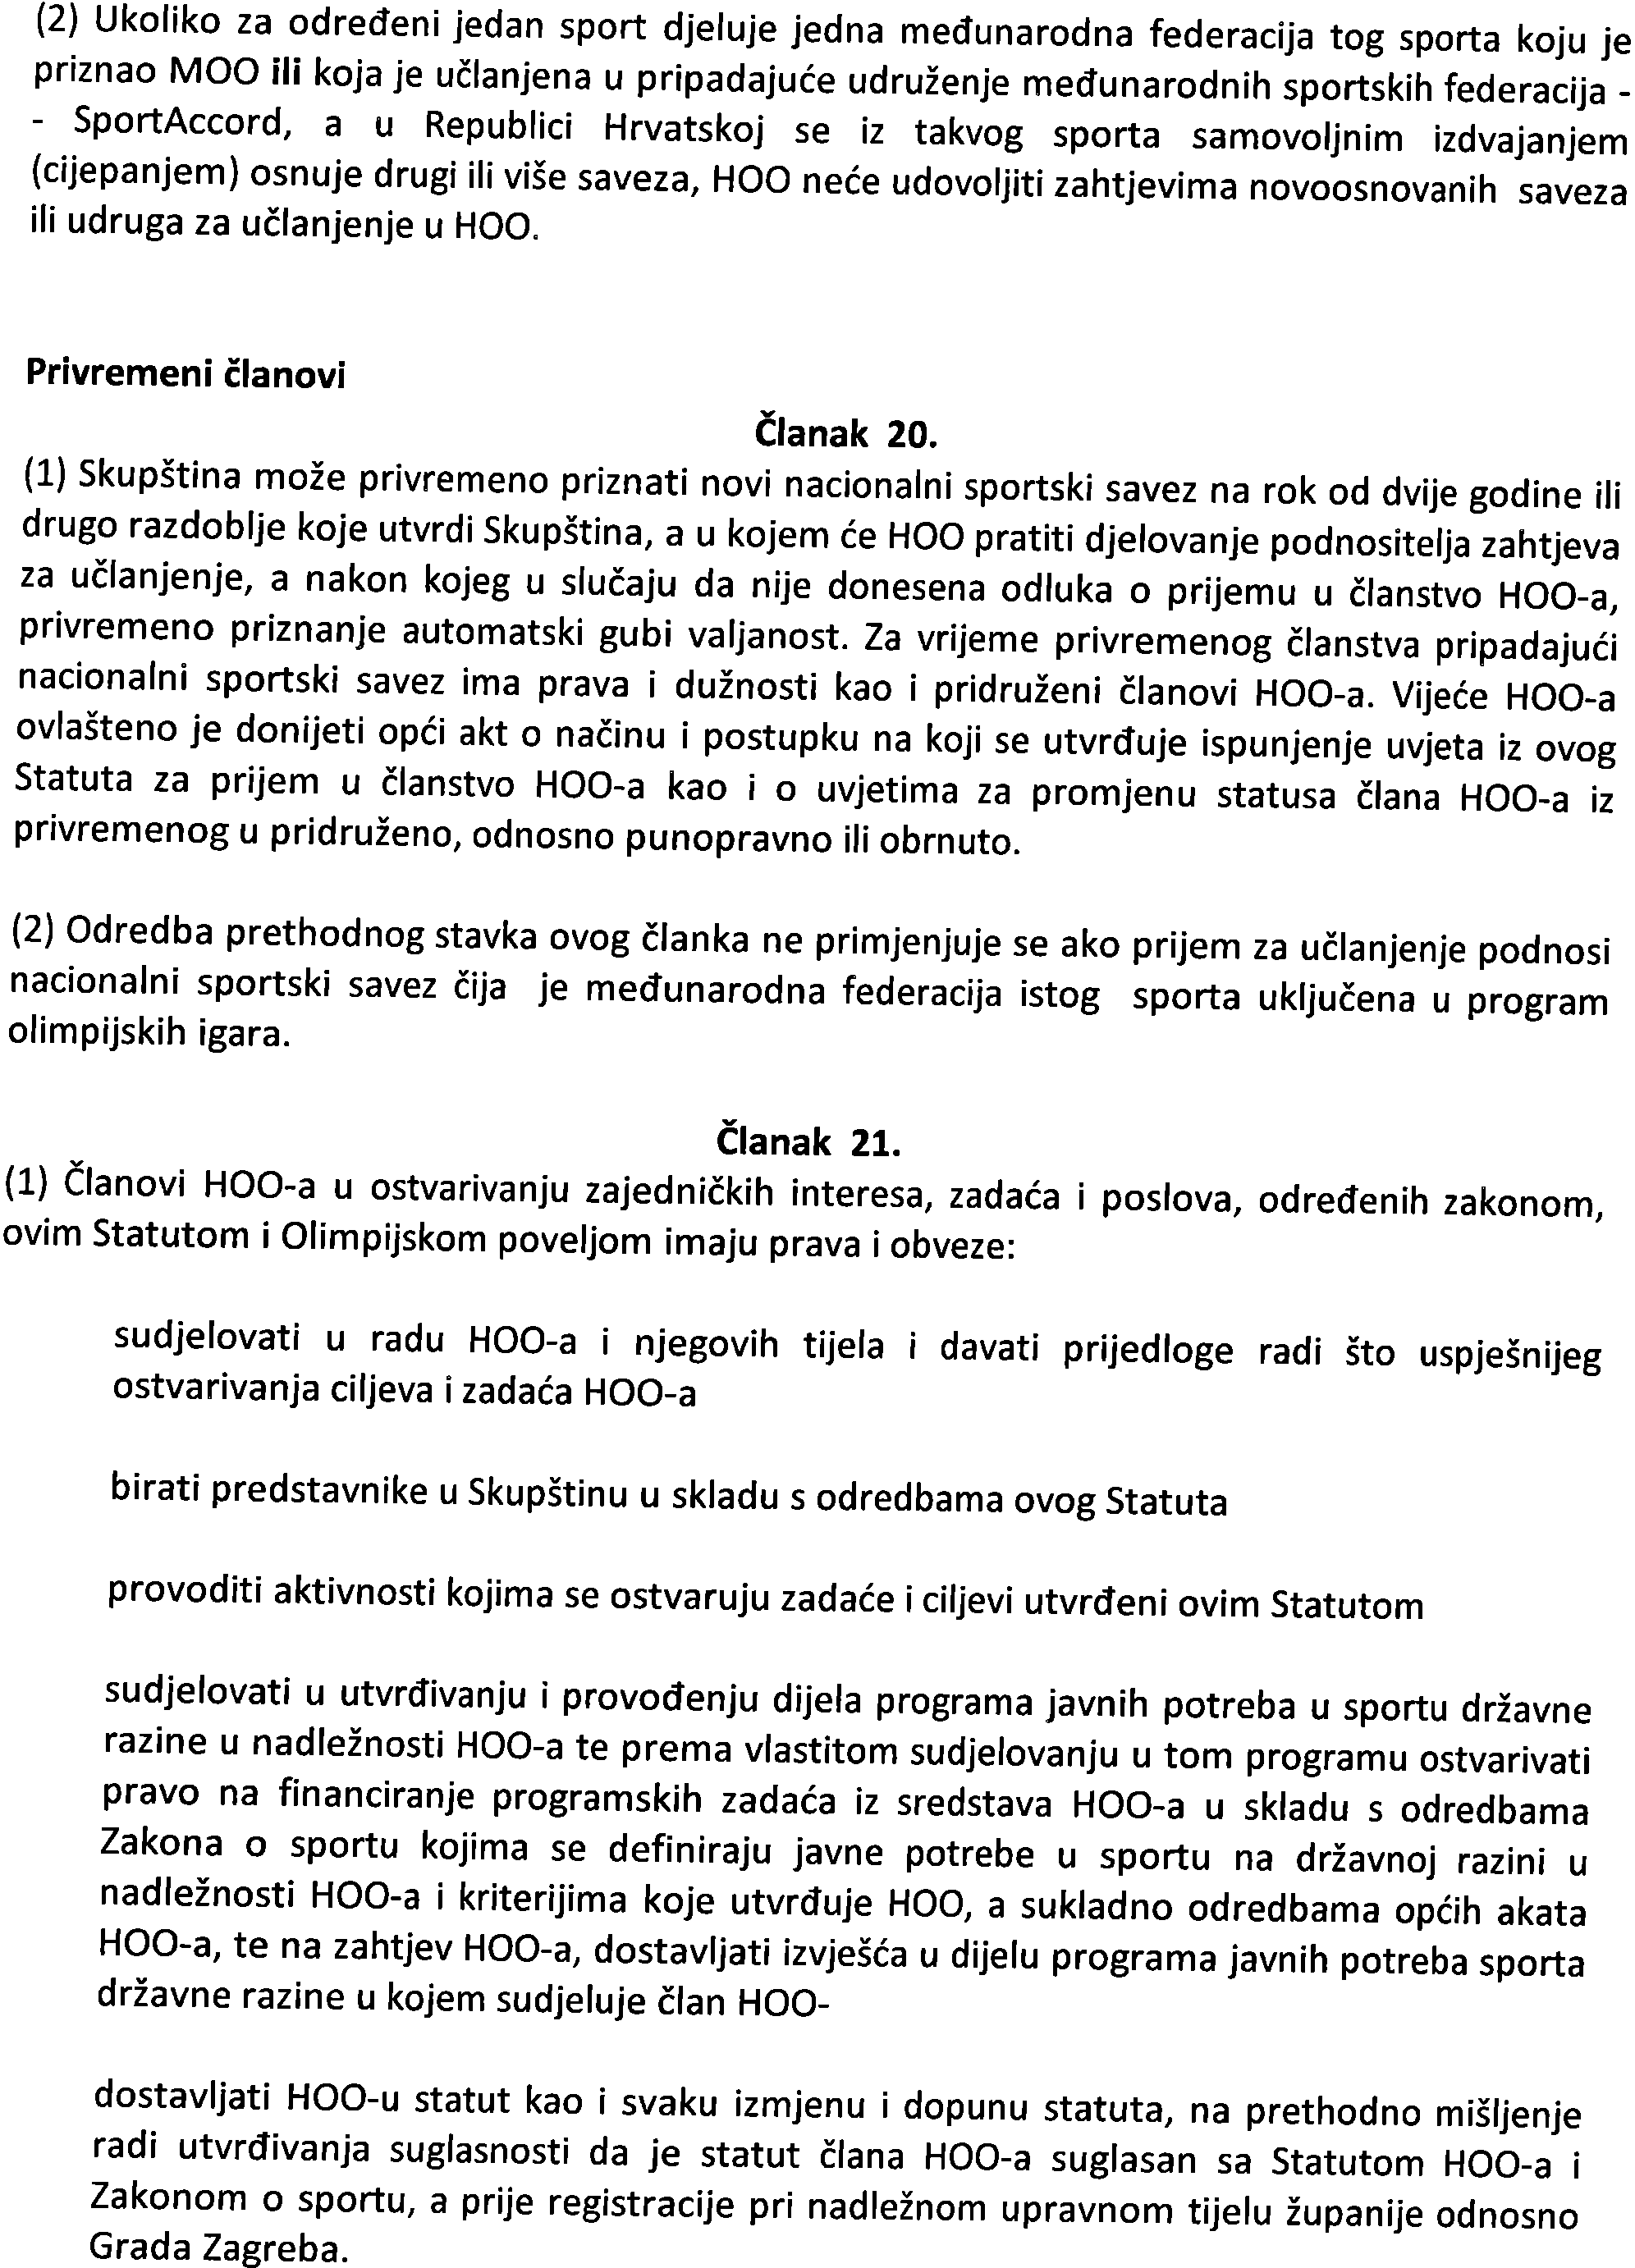 (2) Ukoliko za određeni jedan sport djeluje jedna međunarodna federacija tog sporta koju je
priznao MOO ili koja je učlanjena u pripadajuće udruženje međunarodnih sportskih federacija -
- SportAccord, a u Republici Hrvatskoj se iz takvog sporta samovoljnim izdvajanjem
(cijepanjem) osnuje drugi ili više saveza, HOO neće udovoljiti zahtjevima novoosnovanih saveza
ili udruga za učlanjenje u HOO.
Privremeni članovi
Članak 20.
(1) Skupština može privremeno priznati novi nacionalni sportski savez na rok od dvije godine ili
drugo razdoblje koje utvrdi Skupština, a u kojem će HOO pratiti djelovanje podnositelja zahtjeva
za učlanjenje, a nakon kojeg u slučaju da nije donesena odluka o prijemu u članstvo HOO-a,
privremeno priznanje automatski gubi valjanost. Za vrijeme privremenog članstva pripadajući
nacionalni sportski savez ima prava i dužnosti kao i pridruženi članovi HOO-a. Vijeće HOO-a
ovlašteno je donijeti opći akt o načinu i postupku na koji se utvrđuje ispunjenje uvjeta iz ovog
Statuta za prijem u članstvo HOO-a kao i o uvjetima za promjenu statusa člana HOO-a iz
privremenog u pridruženo, odnosno punopravno ili obrnuto.
(2) Odredba prethodnog stavka ovog članka ne primjenjuje se ako prijem za učlanjenje podnosi
nacionalni sportski savez čija je međunarodna federacija istog sporta uključena u program
olimpijskih igara.
Članak 21.
(1) Članovi HOO-a u ostvarivanju zajedničkih interesa, zadaća i poslova, određenih zakonom,
ovim Statutom i Olimpijskom poveljom imaju prava i obveze:
sudjelovati u radu HOO-a i njegovih tijela i davati prijedloge radi što uspješnijeg
ostvarivanja ciljeva i zadaća HOO-a
birati predstavnike u Skupštinu u skladu s odredbama ovog Statuta
provoditi aktivnosti kojima se ostvaruju zadaće i ciljevi utvrđeni ovim Statutom
sudjelovati u utvrđivanju i provođenju dijela programa javnih potreba u sportu državne
razine u nadležnosti HOO-a te prema vlastitom sudjelovanju u tom programu ostvarivati
pravo na financiranje programskih zadaća iz sredstava HOO-a u skladu s odredbama
Zakona o sportu kojima se definiraju javne potrebe u sportu na državnoj razini u
nadležnosti HOO-a i kriterijima koje utvrđuje HOO, a sukladno odredbama općih akata
HOO-a, te na zahtjev HOO-a, dostavljati izvješća u dijelu programa javnih potreba sporta
državne razine u kojem sudjeluje član HOO-
dostavljati HOO-u statut kao i svaku izmjenu i dopunu statuta, na prethodno mišljenje
radi utvrđivanja suglasnosti da je statut člana HOO-a suglasan sa Statutom HOO-a i
Zakonom o sportu, a prije registracije pri nadležnom upravnom tijelu županije odnosno
Grada Zagreba.